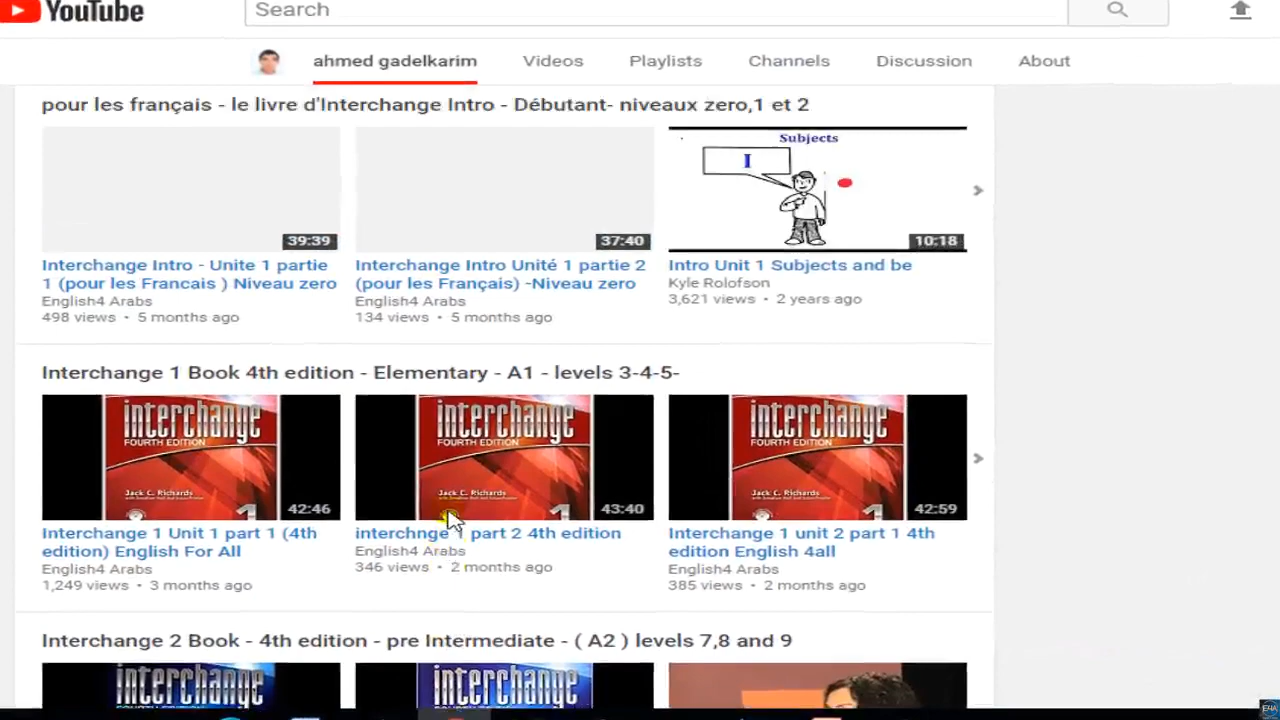 YouTube
Search
ahmed gadelkarim
Videos
Playlists
Channels
Discussion
About
pour les français - le livre d'Interchange Intro - Débutant- niveaux zero,1 et 2
39:39
37:40
Subjects
I
10:18
Interchange Intro - Unite 1 partie
1 (pour les Francais ) Niveau zero
English4 Arabs
498 views • 5 months ago
Interchange Intro Unité 1 partie 2
(pour les Français) -Niveau zero
English4 Arabs
134 views • 5 months ago
Intro Unit 1 Subjects and be
Kyle Rolofson
3,621 views • 2 years ago
Interchange 1 Book 4th edition - Elementary - A1 - levels 3-4-5-
interchange
FOURTH EDITION
Jack C. Richards
1
42:46
interchange
FOURTH EDITION
Jack C. Richards
1
43:40
interchange
FOURTH EDITION
Jack C. Richards
1
42:59
Interchange 1 Unit 1 part 1 (4th
edition) English For All
English4 Arabs
1,249 views • 3 months ago
interchnge 1 part 2 4th edition
English4 Arabs
346 views • 2 months ago
Interchange 1 unit 2 part 1 4th
edition English 4all
English4 Arabs
385 views • 2 months ago
Interchange 2 Book - 4th edition - pre Intermediate - ( A2 ) levels 7,8 and 9
interchange
interchange